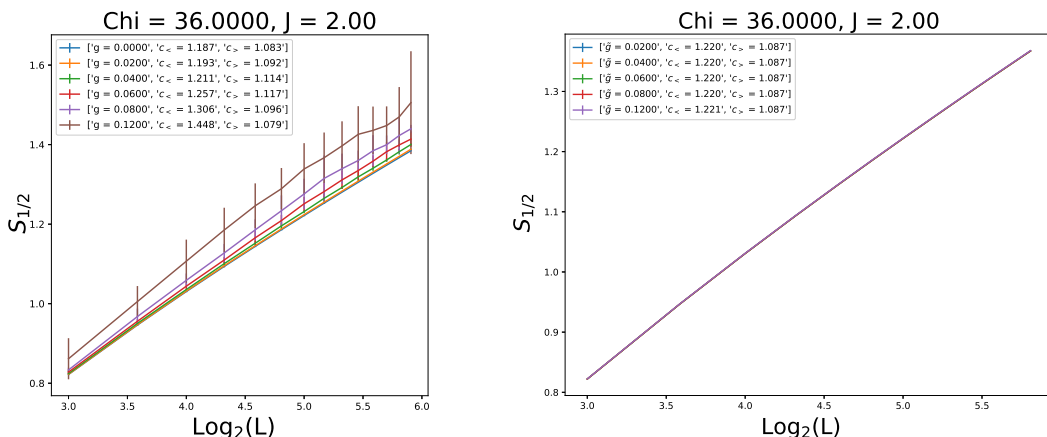 Chi = 36.0000, J = 2.00
['g = 0.0000', 'c< = 1.187', 'c> = 1.083']
['g = 0.0200', 'c< = 1.193', 'c> = 1.092']
['g = 0.0400', 'c< = 1.211', 'c> = 1.114']
['g = 0.0600', 'c< = 1.257', 'c> = 1.117']
['g = 0.0800', 'c< = 1.306', 'c> = 1.096']
['g = 0.1200', 'c< = 1.448', 'c> = 1.079']
1.6
1.4
1.2
1.0
0.8
S1/2
3.0 3.5 4.0 4.5 5.0 5.5 6.0
Log2(L)
Chi = 36.0000, J = 2.00
['g̃ = 0.0200', 'c< = 1.220', 'c> = 1.087']
['g̃ = 0.0400', 'c< = 1.220', 'c> = 1.087']
['g̃ = 0.0600', 'c< = 1.220', 'c> = 1.087']
['g̃ = 0.0800', 'c< = 1.220', 'c> = 1.087']
['g̃ = 0.1200', 'c< = 1.221', 'c> = 1.087']
1.3
1.2
1.1
1.0
0.9
0.8
S1/2
3.0 3.5 4.0 4.5 5.0 5.5
Log2(L)